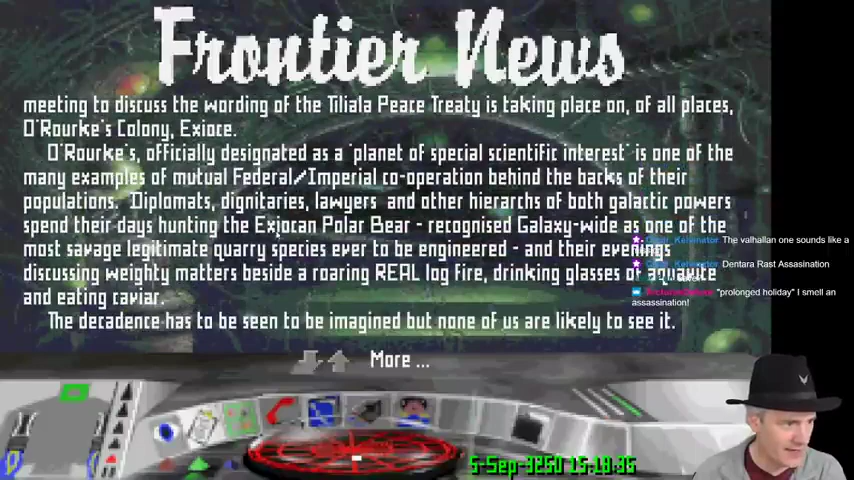 Frontier News
meeting to discuss the wording of the Tiliala Peace Treaty is taking place on, of all places,
O'Rourke's Colony, Exioce.
O'Rourke's, officially designated as a 'planet of special scientific interest' is one of the
many examples of mutual Federal/Imperial co-operation behind the backs of their
populations. Diplomats, dignitaries, lawyers and other hierarchs of both galactic powers
spend their days hunting the Exjocan Polar Bear - recognised Galaxy-wide as one of the
most savage legitimate quarry species ever to be engineered - and their evenings
discussing weighty matters beside a roaring REAL log fire, drinking glasses of aquavite
and eating caviar.
The decadence has to be seen to be imagined but none of us are likely to see it.
More ...
The valhallan one sounds like a
Dentara Rast Assasination
"prolonged holiday" I smell an
assassination!
5-Sep-3250 15:19:35